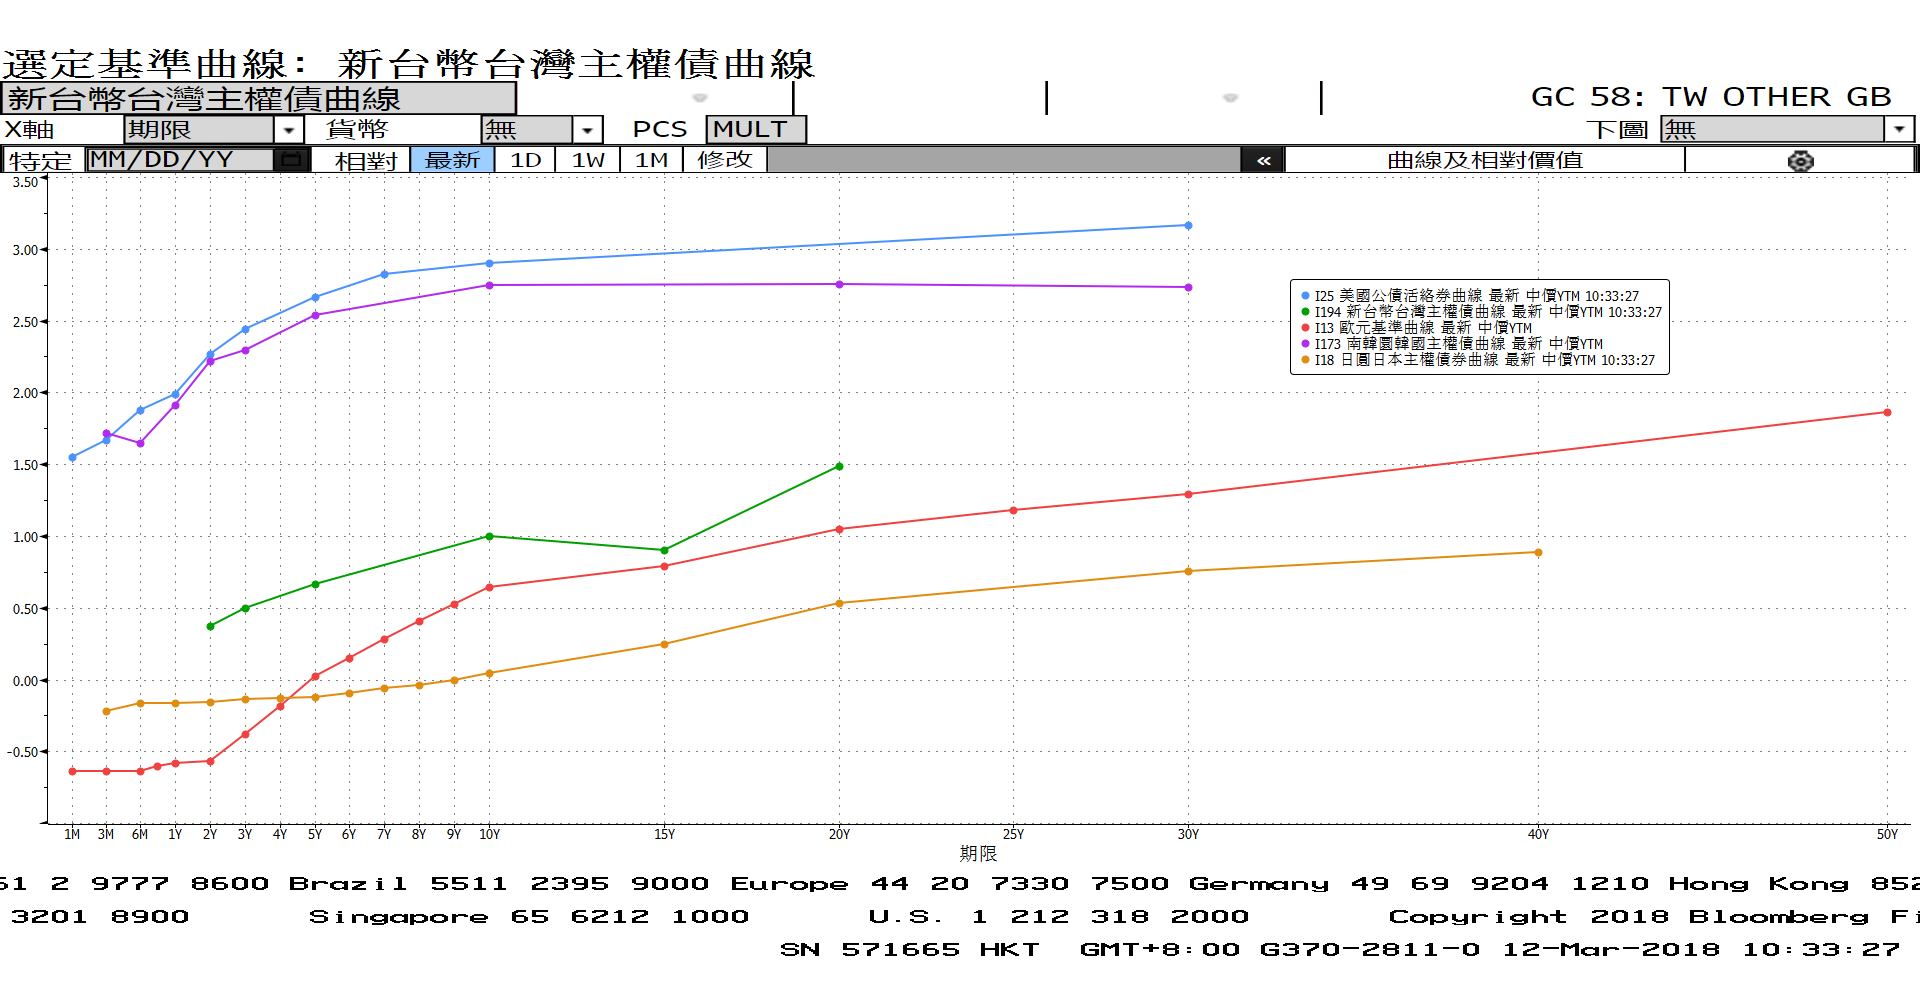 選定基準曲線: 新台幣台灣主權債曲線
新台幣台灣主權債曲線 GC 58: TW OTHER GB
X軸 期限 貨幣 無 PCS MULT 下圖 無
特定 MM/DD/YY 相對 最新 1D 1W 1M 修改 « 曲線及相對價值
3.50
3.00
2.50
2.00
1.50
1.00
0.50
0.00
-0.50
I25 美國公債活絡券曲線 最新 中價YTM 10:33:27
I194 新台幣台灣主權債曲線 最新 中價YTM 10:33:27
I13 歐元基準曲線 最新 中價YTM
I173 南韓圜韓國主權債曲線 最新 中價YTM
I18 日圓日本主權債券曲線 最新 中價YTM 10:33:27
1M 3M 6M 1Y 2Y 3Y 4Y 5Y 6Y 7Y 8Y 9Y 10Y 15Y 20Y 25Y 30Y 40Y 50Y
期限
61 2 9777 8600 Brazil 5511 2395 9000 Europe 44 20 7330 7500 Germany 49 69 9204 1210 Hong Kong 852
3201 8900 Singapore 65 6212 1000 U.S. 1 212 318 2000 Copyright 2018 Bloomberg Fi
SN 571665 HKT GMT+8:00 G370-2811-0 12-Mar-2018 10:33:27